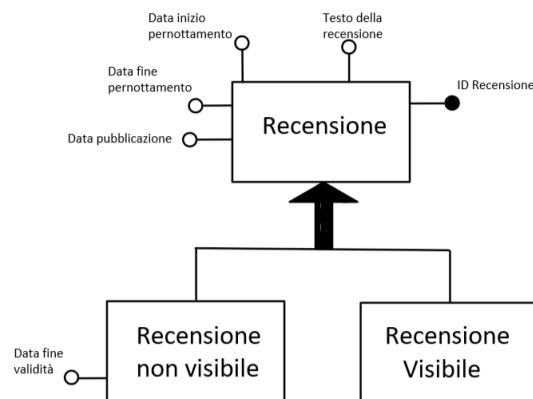 Data inizio
pernottamento
Testo della
recensione
Data fine
pernottamento
ID Recensione
Recensione
Data pubblicazione
Recensione
non visibile
Recensione
Visibile
Data fine
validità